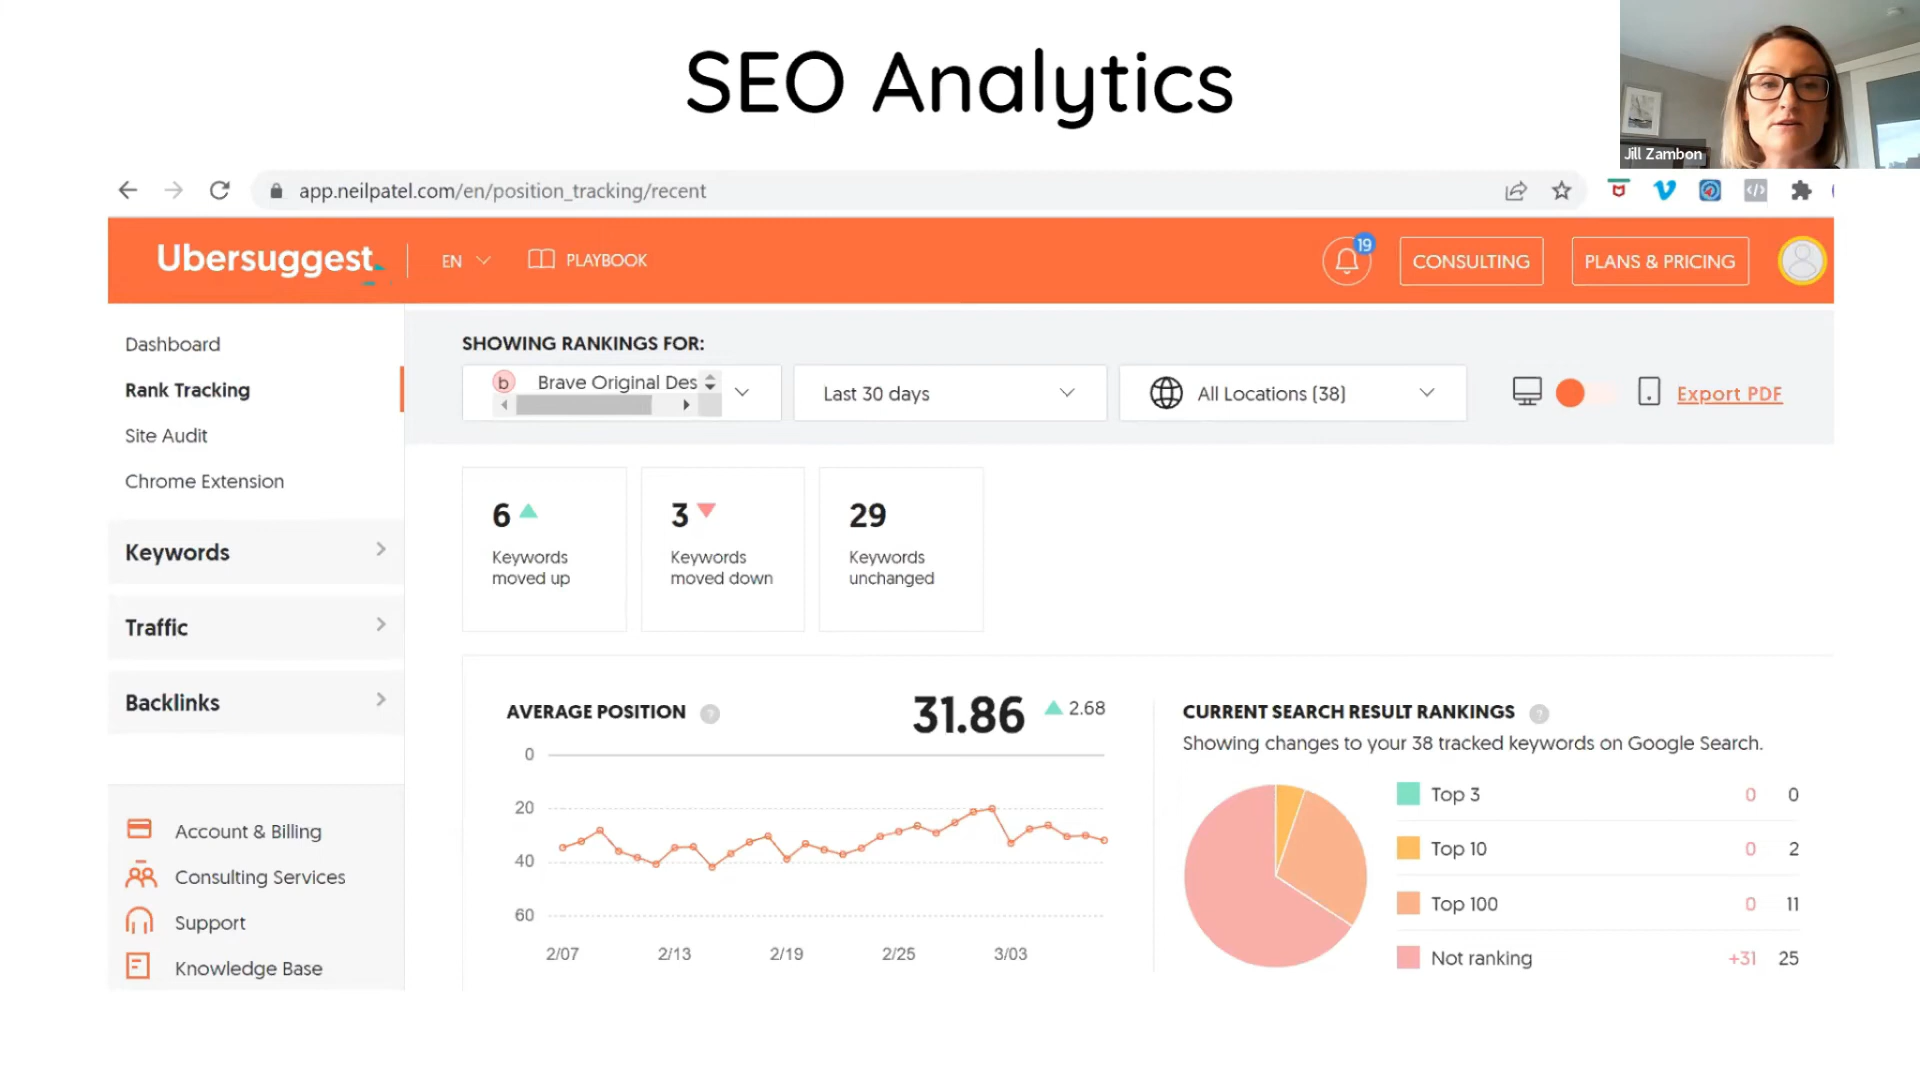 SEO Analytics
Jill Zambon
app.neilpatel.com/en/position_tracking/recent
Ubersuggest
EN
PLAYBOOK
19
CONSULTING
PLANS & PRICING
Dashboard
Rank Tracking
Site Audit
Chrome Extension
Keywords
Traffic
Backlinks
Account & Billing
Consulting Services
Support
Knowledge Base
SHOWING RANKINGS FOR:
b Brave Original Des
Last 30 days
All Locations (38)
Export PDF
6
Keywords
moved up
3
Keywords
moved down
29
Keywords
unchanged
AVERAGE POSITION ?
31.86
2.68
0
20
40
60
2/07 2/13 2/19 2/25 3/03
CURRENT SEARCH RESULT RANKINGS ?
Showing changes to your 38 tracked keywords on Google Search.
Top 3 0 0
Top 10 0 2
Top 100 0 11
Not ranking +31 25